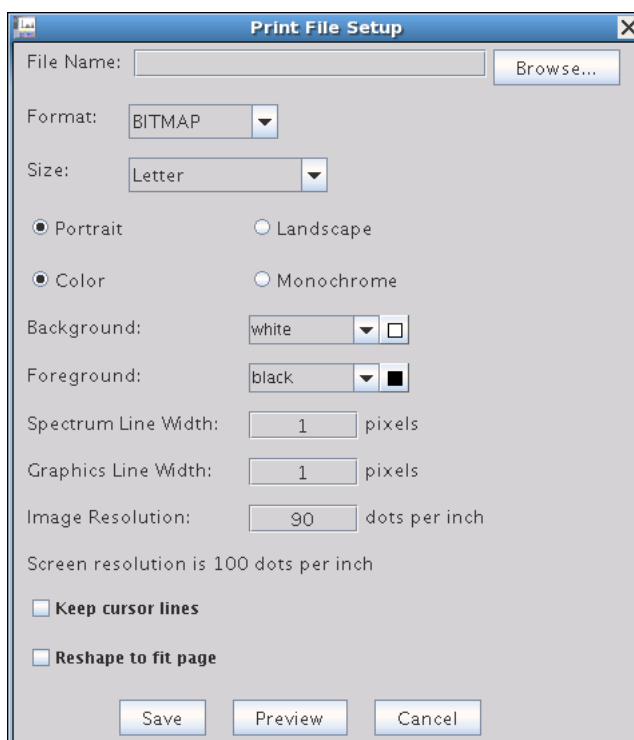 Print File Setup
File Name: Browse...
Format: BITMAP
Size: Letter
Portrait Landscape
Color Monochrome
Background: white
Foreground: black
Spectrum Line Width: 1 pixels
Graphics Line Width: 1 pixels
Image Resolution: 90 dots per inch
Screen resolution is 100 dots per inch
Keep cursor lines
Reshape to fit page
Save Preview Cancel